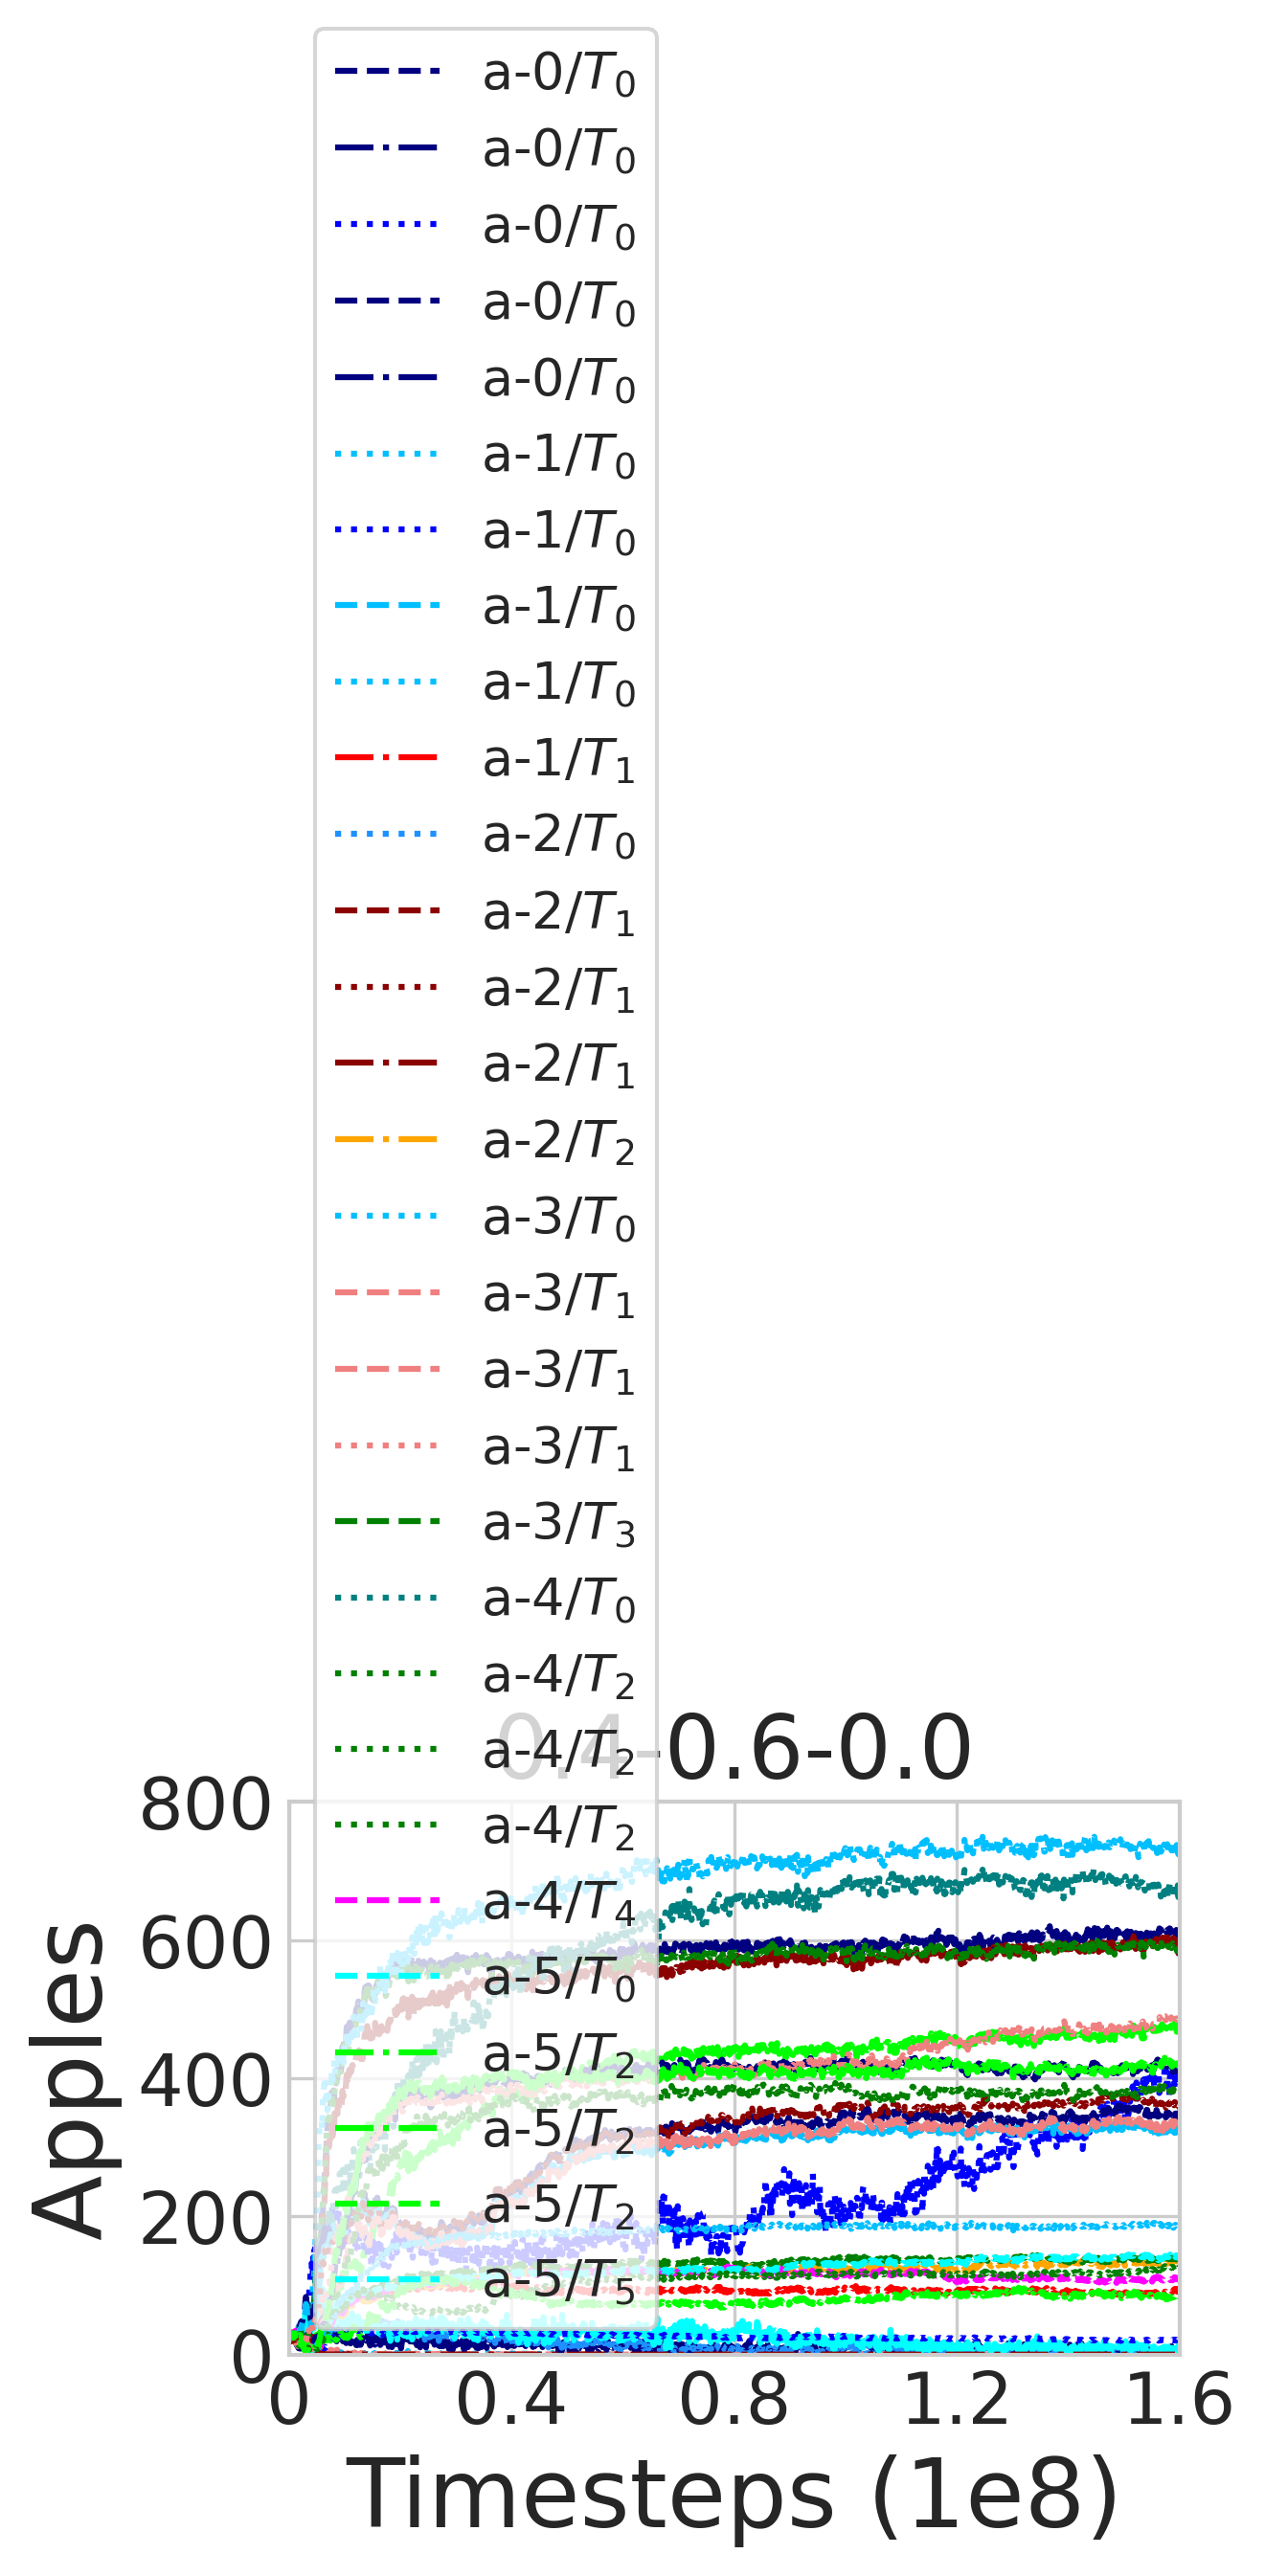 a-0/T₀
a-0/T₀
a-0/T₀
a-0/T₀
a-0/T₀
a-1/T₀
a-1/T₀
a-1/T₀
a-1/T₀
a-1/T₁
a-2/T₀
a-2/T₁
a-2/T₁
a-2/T₁
a-2/T₂
a-3/T₀
a-3/T₁
a-3/T₁
a-3/T₁
a-3/T₃
a-4/T₀
a-4/T₂
a-4/T₂
a-4/T₂
a-4/T₄
a-5/T₀
a-5/T₂
a-5/T₂
a-5/T₂
a-5/T₅
0.4-0.6-0.0
800
600
400
200
0
Apples
0 0.4 0.8 1.2 1.6
Timesteps (1e8)